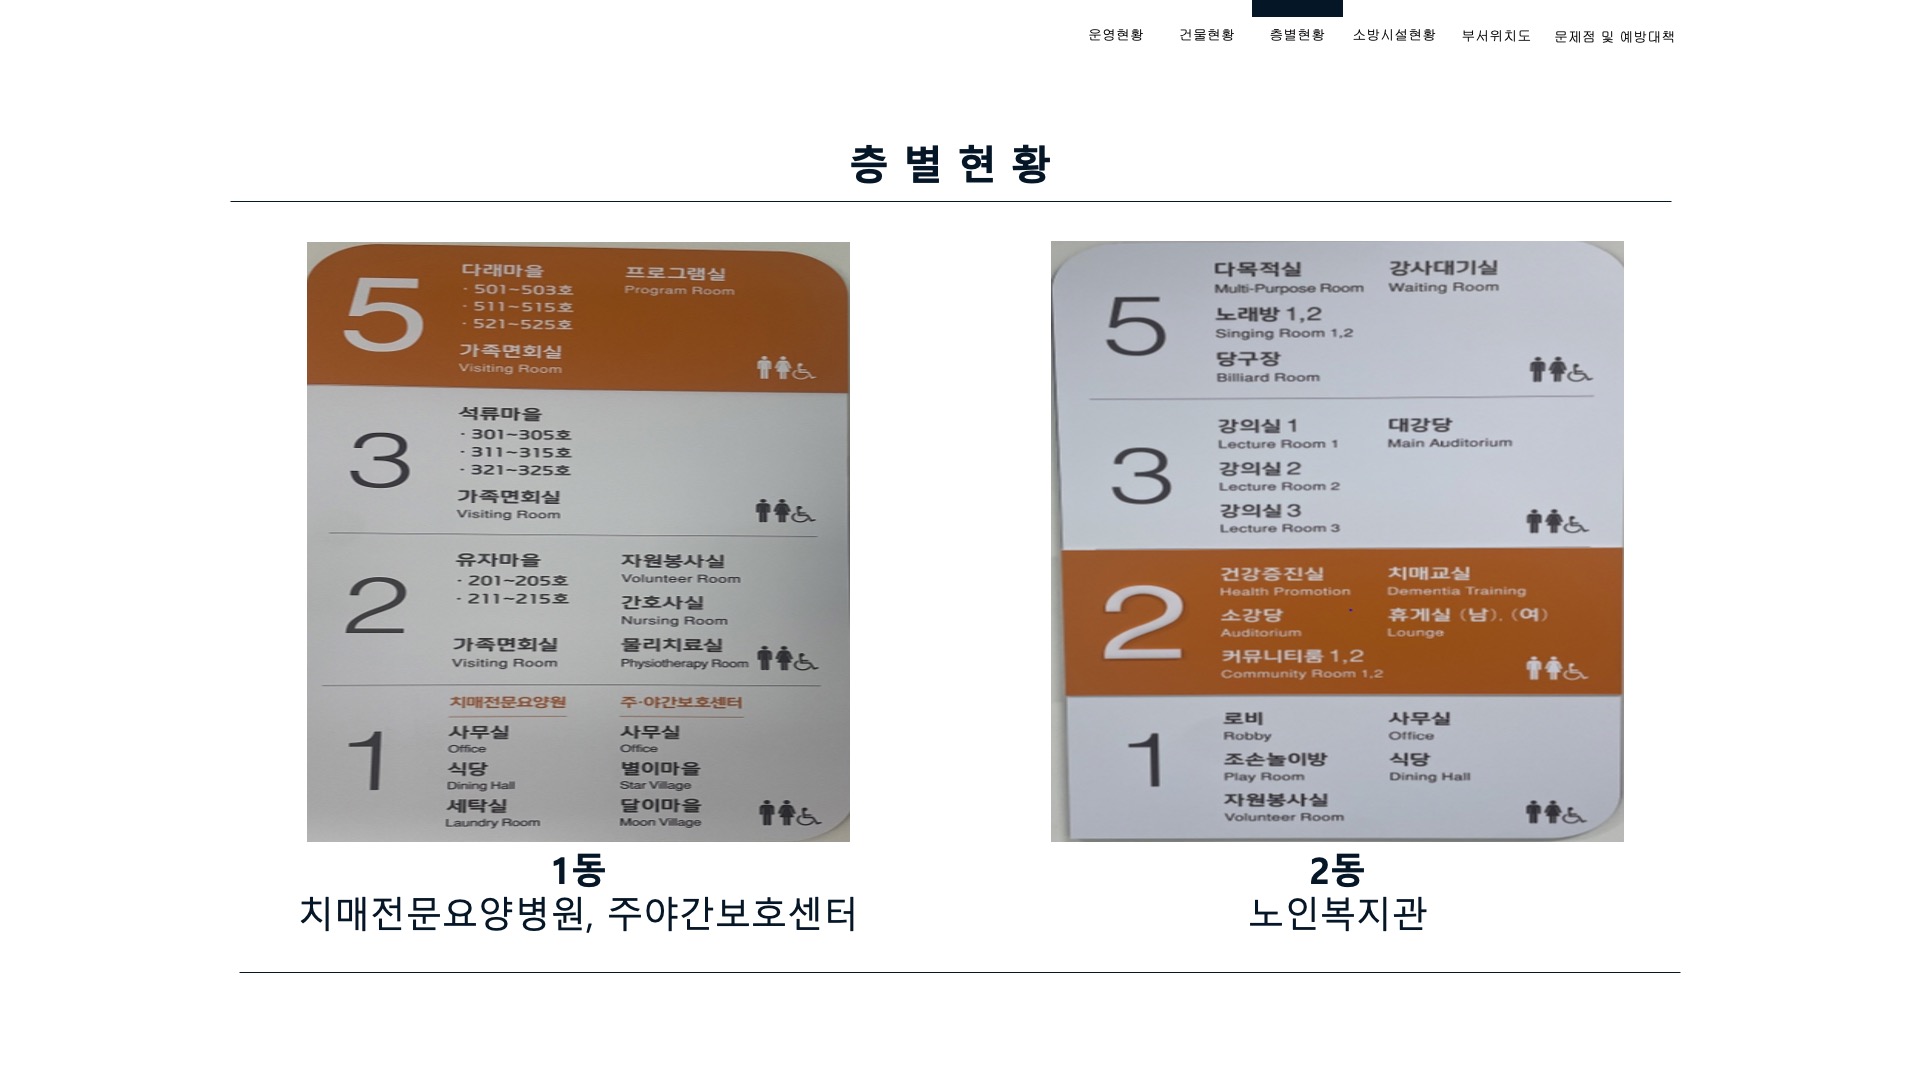 운영현황 건물현황 층별현황 소방시설현황 부서위치도 문제점 및 예방대책
층별현황
5
다래마을
· 501~503호
· 511~515호
· 521~525호
가족면회실
Visiting Room
프로그램실
Program Room
3
석류마을
· 301~305호
· 311~315호
· 321~325호
가족면회실
Visiting Room
2
유자마을
· 201~205호
· 211~215호
가족면회실
Visiting Room
자원봉사실
Volunteer Room
간호사실
Nursing Room
물리치료실
Physiotherapy Room
1
치매전문요양원
사무실
Office
식당
Dining Hall
세탁실
Laundry Room
주·야간보호센터
사무실
Office
별이마을
Star Village
달이마을
Moon Village
1동
치매전문요양병원, 주야간보호센터
5
다목적실
Multi-Purpose Room
노래방 1,2
Singing Room 1,2
당구장
Billiard Room
강사대기실
Waiting Room
3
강의실 1
Lecture Room 1
강의실 2
Lecture Room 2
강의실 3
Lecture Room 3
대강당
Main Auditorium
2
건강증진실
Health Promotion
소강당
Auditorium
커뮤니티룸 1,2
Community Room 1,2
치매교실
Dementia Training
휴게실 (남), (여)
Lounge
1
로비
Robby
조손놀이방
Play Room
자원봉사실
Volunteer Room
사무실
Office
식당
Dining Hall
2동
노인복지관